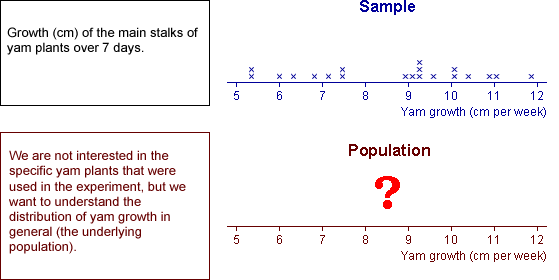 Sample
Growth (cm) of the main stalks of
yam plants over 7 days.
5 6 7 8 9 10 11 12
Yam growth (cm per week)
Population
We are not interested in the
specific yam plants that were
used in the experiment, but we
want to understand the
distribution of yam growth in
general (the underlying
population).
?
5 6 7 8 9 10 11 12
Yam growth (cm per week)